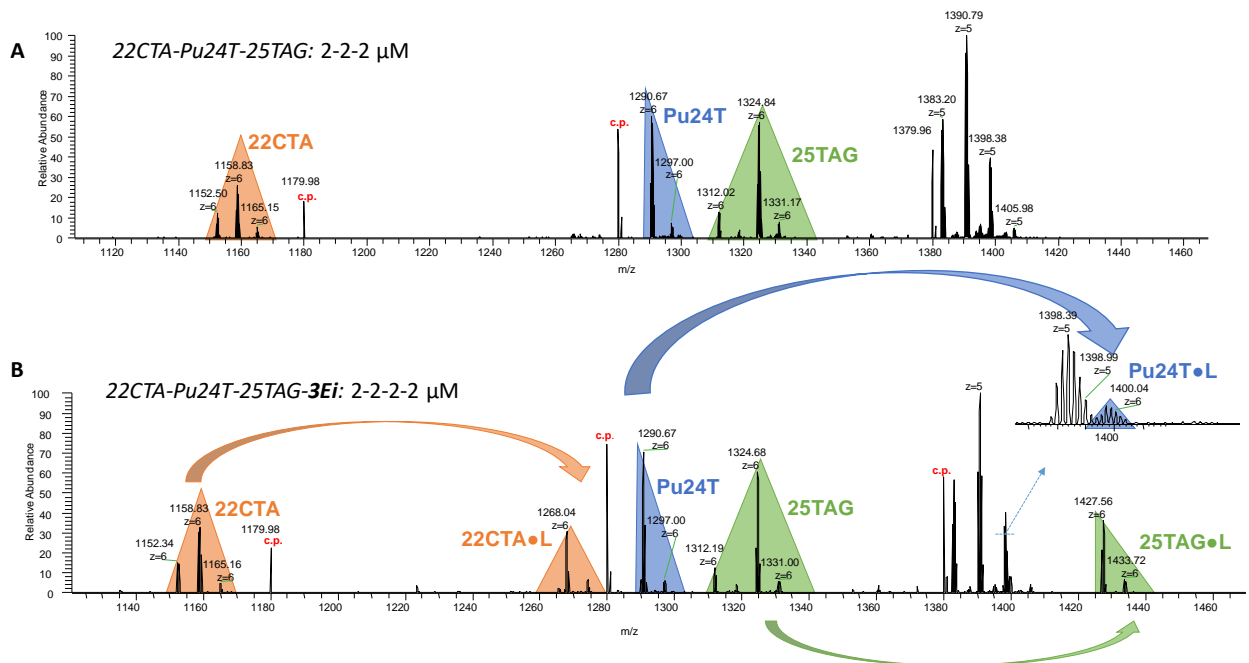 A
22CTA-Pu24T-25TAG: 2-2-2 µM
Relative Abundance
100
90
80
70
60
50
40
30
20
10
0
22CTA
1152.50
z=6
1158.83
z=6
1165.15
z=6
1179.98
c.p.
c.p.
1290.67
z=6
Pu24T
1297.00
z=6
1312.02
z=6
1324.84
z=6
25TAG
1331.17
z=6
1379.96
1383.20
z=5
1390.79
z=5
1398.38
z=5
1405.98
z=5
1120 1140 1160 1180 1200 1220 1240 1260 1280 1300 1320 1340 1360 1380 1400 1420 1440 1460
m/z
B
22CTA-Pu24T-25TAG-3Ei: 2-2-2-2 µM
Relative Abundance
100
90
80
70
60
50
40
30
20
10
0
1152.34
z=6
1158.83
z=6
22CTA
1165.16
z=6
1179.98
c.p.
22CTA●L
1268.04
z=6
c.p.
1290.67
z=6
Pu24T
1297.00
z=6
1312.19
z=6
1324.68
z=6
25TAG
1331.00
z=6
c.p.
z=5
1398.39
z=5
1398.99
z=5
Pu24T●L
1400.04
z=6
1400
1427.56
z=6
1433.72
z=6
25TAG●L
1140 1160 1180 1200 1220 1240 1260 1280 1300 1320 1340 1360 1380 1400 1420 1440 1460
m/z